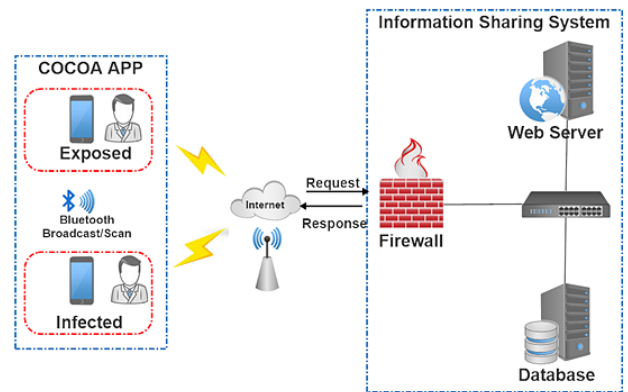 Information Sharing System
COCOA APP
Exposed
Bluetooth
Broadcast/Scan
Infected
Internet
Request
Response
Firewall
Web Server
Database